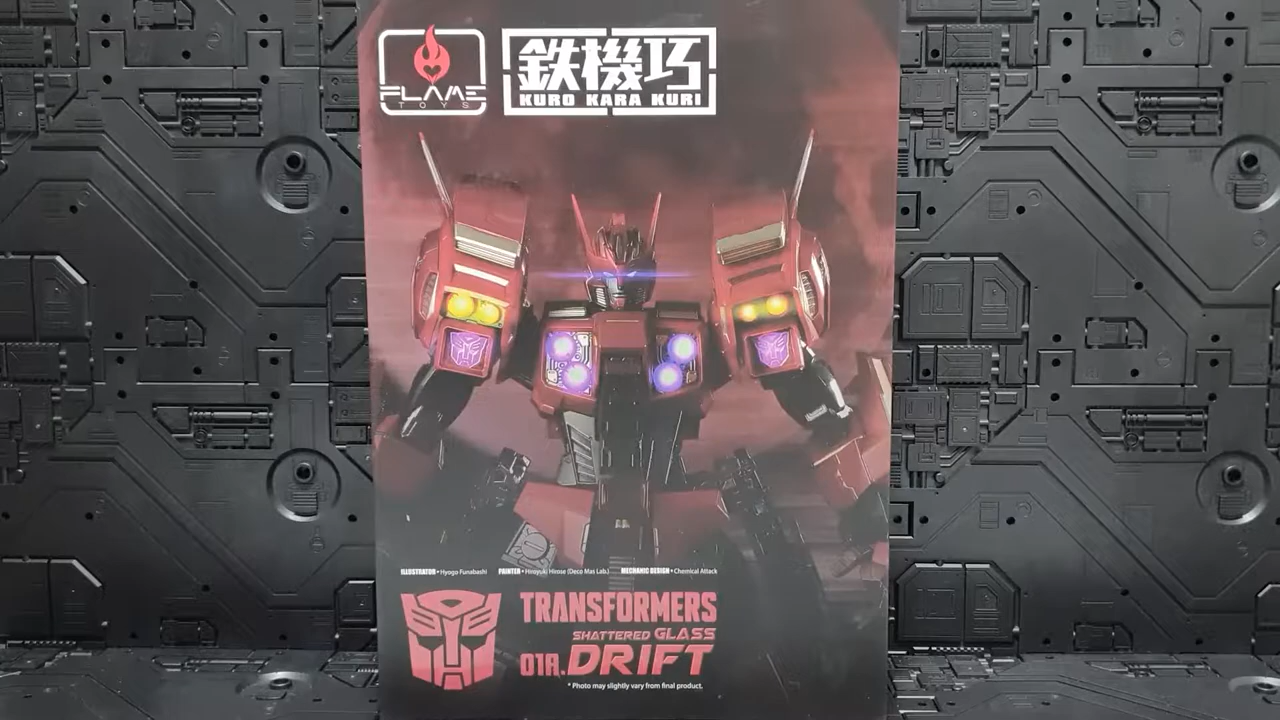 FLAME
TOYS
鉄機巧
KURO KARA KURI
ILLUSTRATOR • Hyogo Funabashi PAINTER • Hiroyuki Hirose (Deco Mas Lab.) MECHANIC DESIGN • Chemical Attack
TRANSFORMERS
SHATTERED GLASS
01A. DRIFT
* Photo may slightly vary from final product.